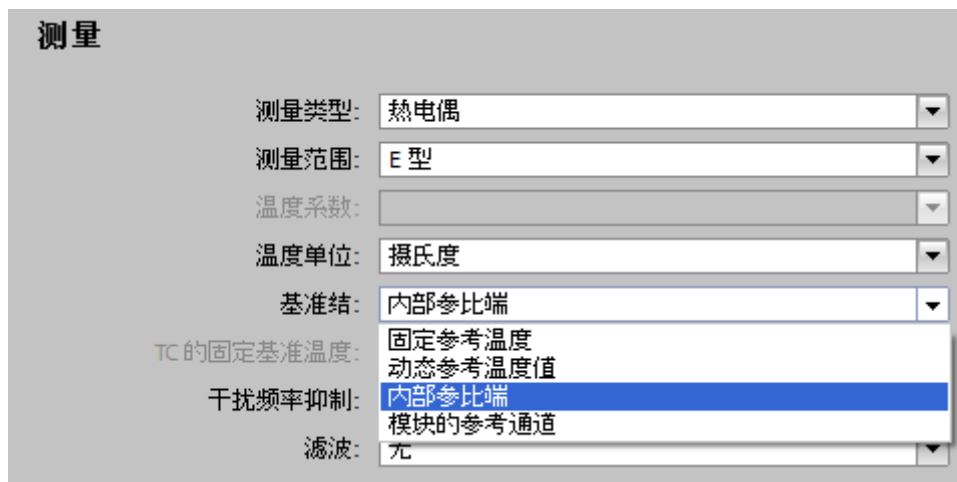 测量
测量类型: 热电偶
测量范围: E 型
温度系数:
温度单位: 摄氏度
基准结: 内部参比端
固定参考温度
TC 的固定基准温度:
动态参考温度值
干扰频率抑制: 内部参比端
模块的参考通道
滤波: 无